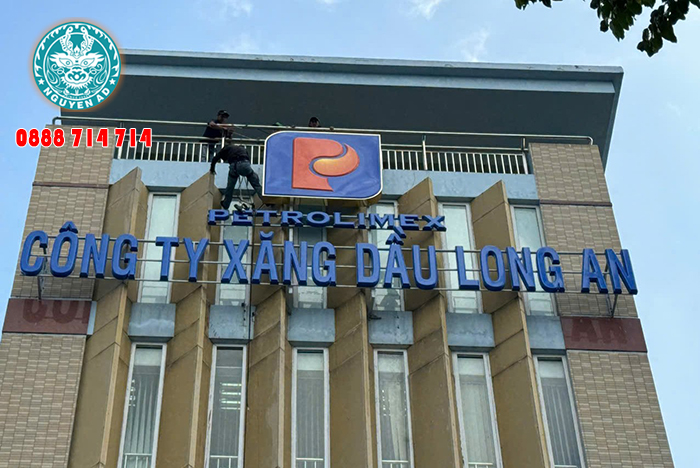 NGUYEN AD
0888 714 714
P
PETROLIMEX
CÔNG TY XĂNG DẦU LONG AN